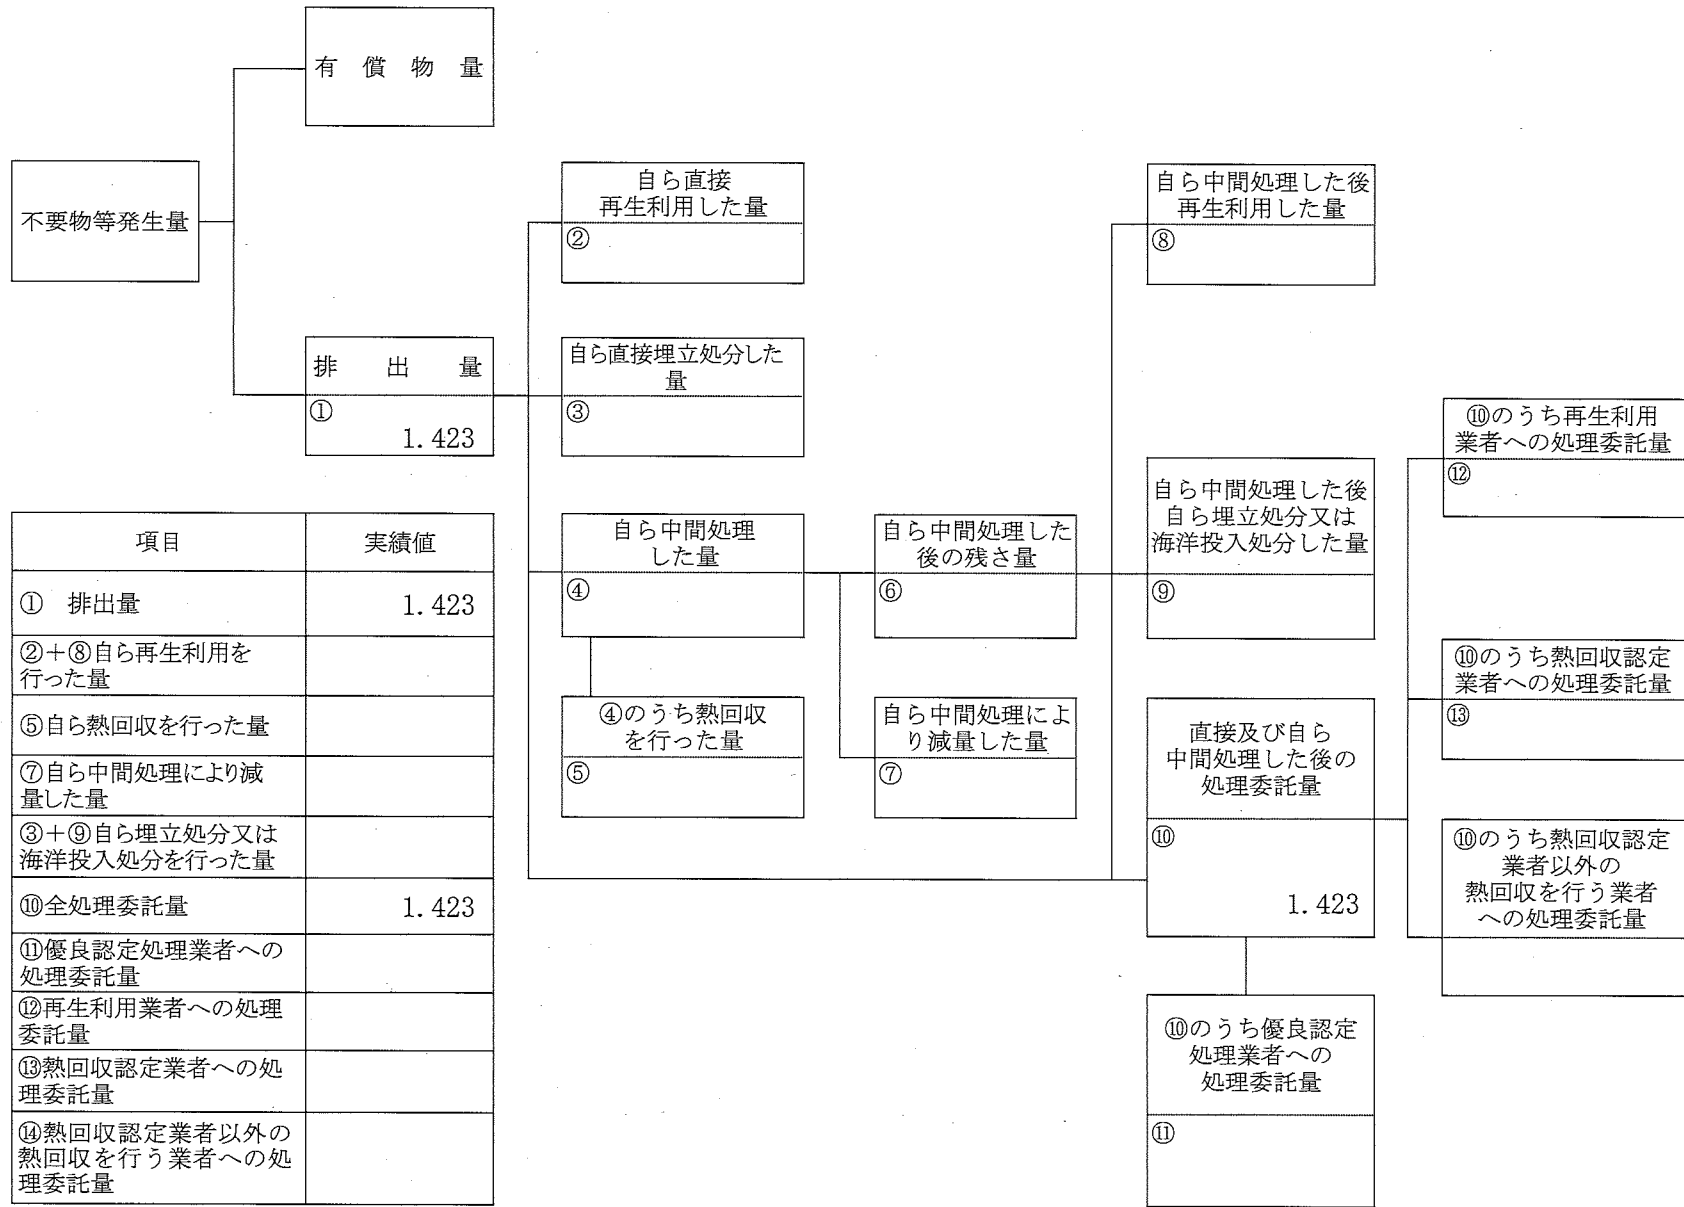 有償物量
不要物等発生量
排出量
①
1.423
自ら直接
再生利用した量
②
自ら直接埋立処分した
量
③
自ら中間処理
した量
④
④のうち熱回収
を行った量
⑤
自ら中間処理した
後の残さ量
⑥
自ら中間処理によ
り減量した量
⑦
自ら中間処理した後
再生利用した量
⑧
自ら中間処理した後
自ら埋立処分又は
海洋投入処分した量
⑨
直接及び自ら
中間処理した後の
処理委託量
⑩
1.423
⑩のうち優良認定
処理業者への
処理委託量
⑪
⑩のうち再生利用
業者への処理委託量
⑫
⑩のうち熱回収認定
業者への処理委託量
⑬
⑩のうち熱回収認定
業者以外の
熱回収を行う業者
への処理委託量
項目 実績値
① 排出量 1.423
②+⑧自ら再生利用を
行った量
⑤自ら熱回収を行った量
⑦自ら中間処理により減
量した量
③+⑨自ら埋立処分又は
海洋投入処分を行った量
⑩全処理委託量 1.423
⑪優良認定処理業者への
処理委託量
⑫再生利用業者への処理
委託量
⑬熱回収認定業者への処
理委託量
⑭熱回収認定業者以外の
熱回収を行う業者への処
理委託量